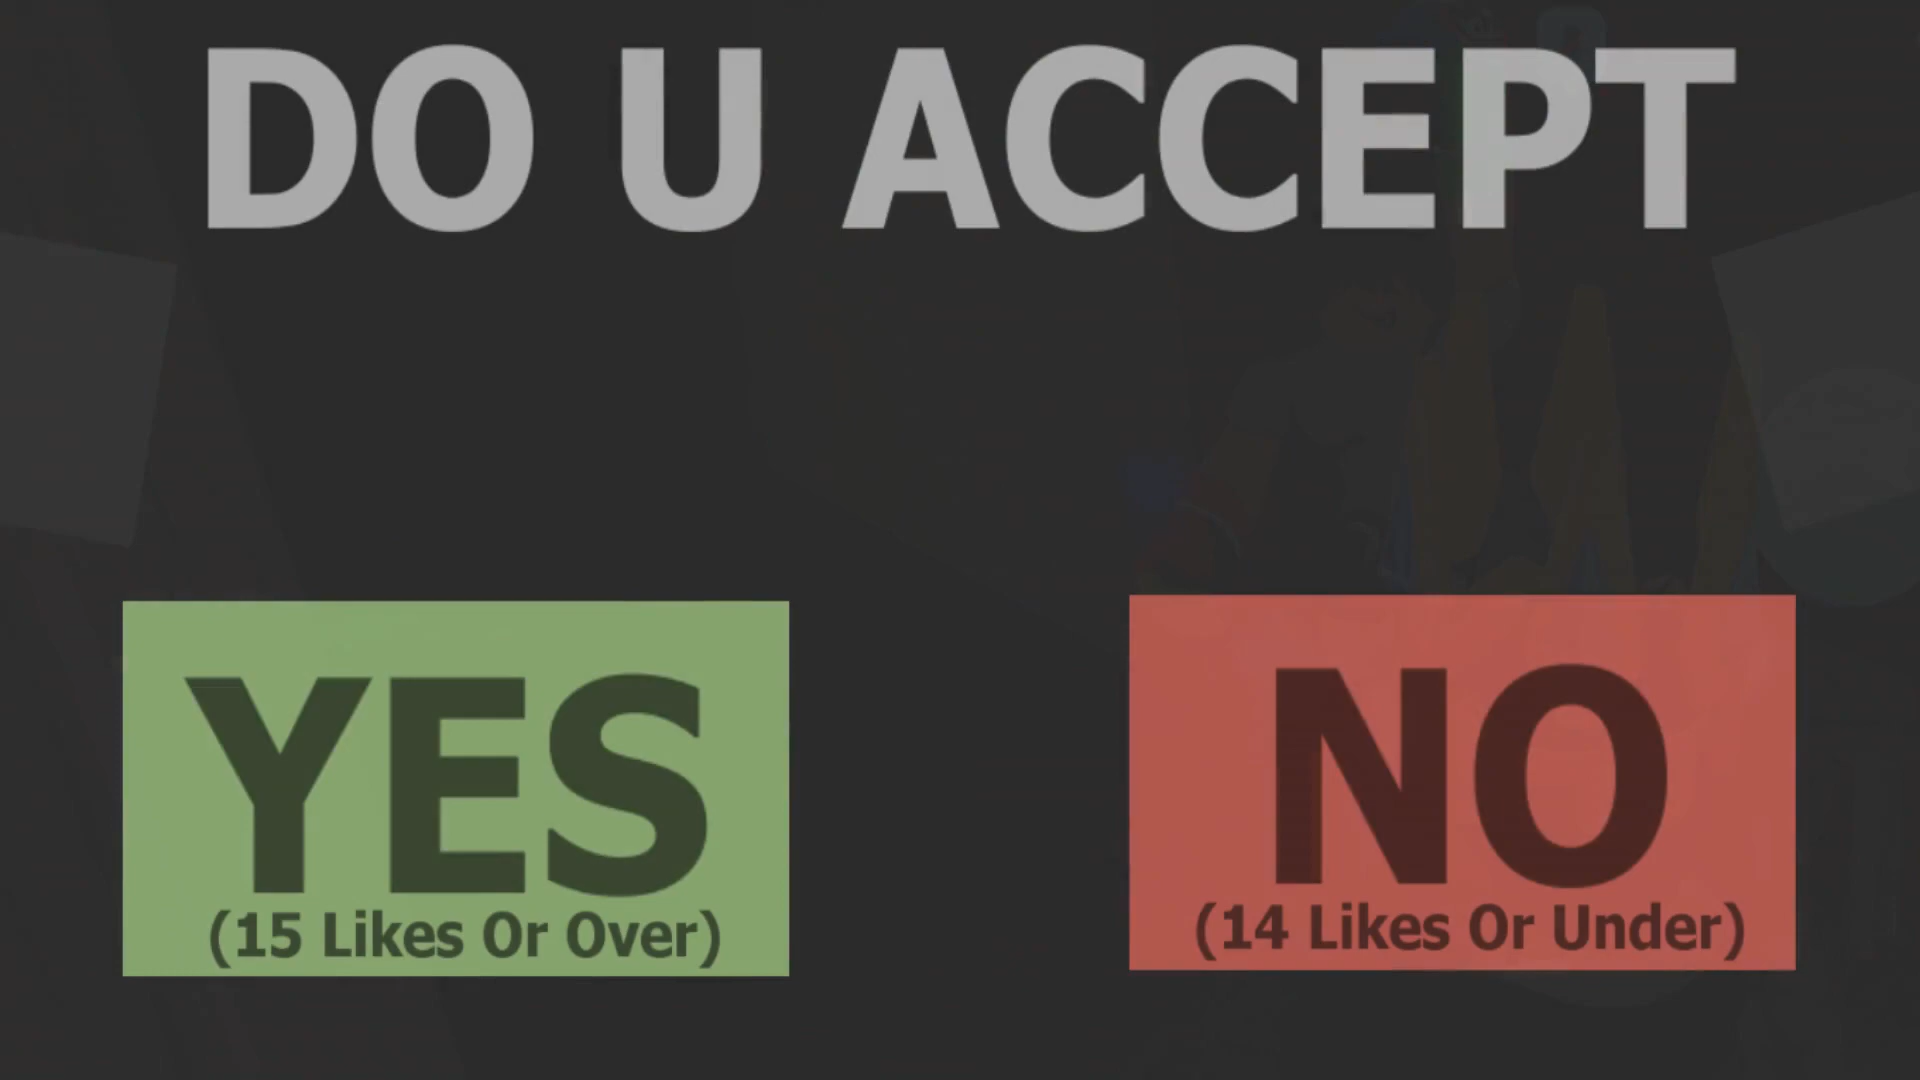 DO U ACCEPT
YES
(15 Likes Or Over)
NO
(14 Likes Or Under)